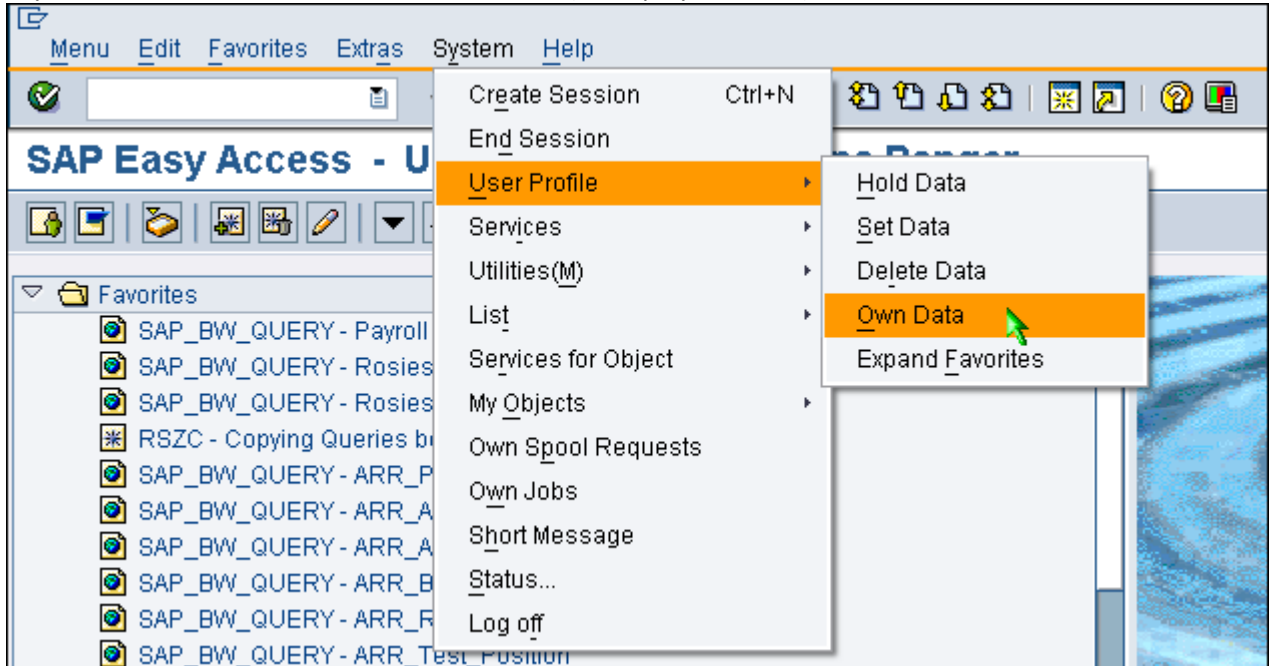 Menu Edit Favorites Extras System Help
Create Session Ctrl+N
End Session
SAP Easy Access - U
User Profile
Hold Data
Services
Set Data
Utilities(M)
Delete Data
Favorites
List
Own Data
SAP_BW_QUERY - Payroll
Services for Object
Expand Favorites
SAP_BW_QUERY - Rosies
SAP_BW_QUERY - Rosies
My Objects
RSZC - Copying Queries b
Own Spool Requests
SAP_BW_QUERY - ARR_P
Own Jobs
SAP_BW_QUERY - ARR_A
SAP_BW_QUERY - ARR_A
Short Message
SAP_BW_QUERY - ARR_B
Status...
SAP_BW_QUERY - ARR_R
Log off
SAP_BW_QUERY - ARR_Test_Position